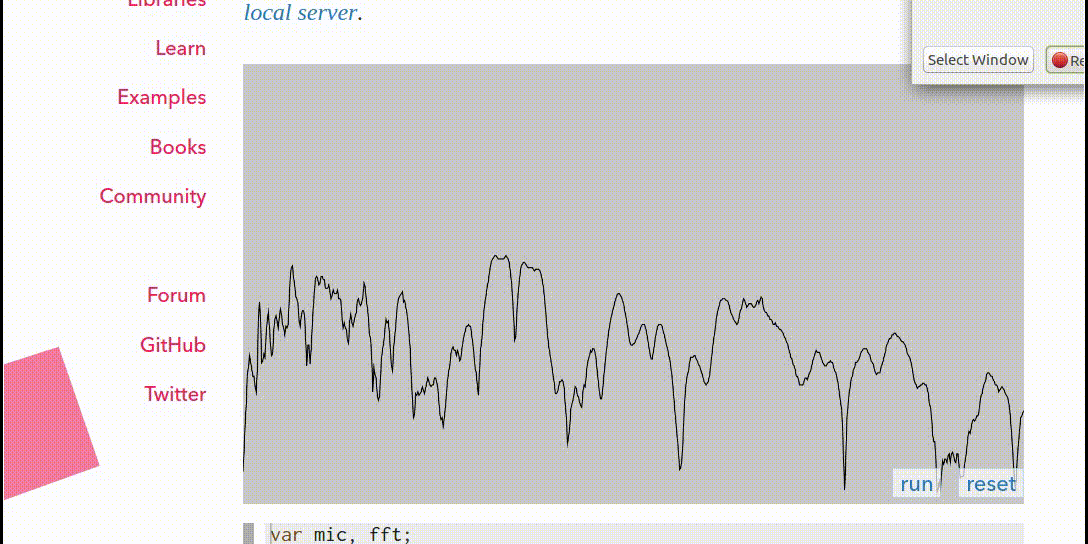 Libraries
local server.
Learn
Select Window
Examples
Books
Community
Forum
GitHub
Twitter
run
reset
var mic, fft;